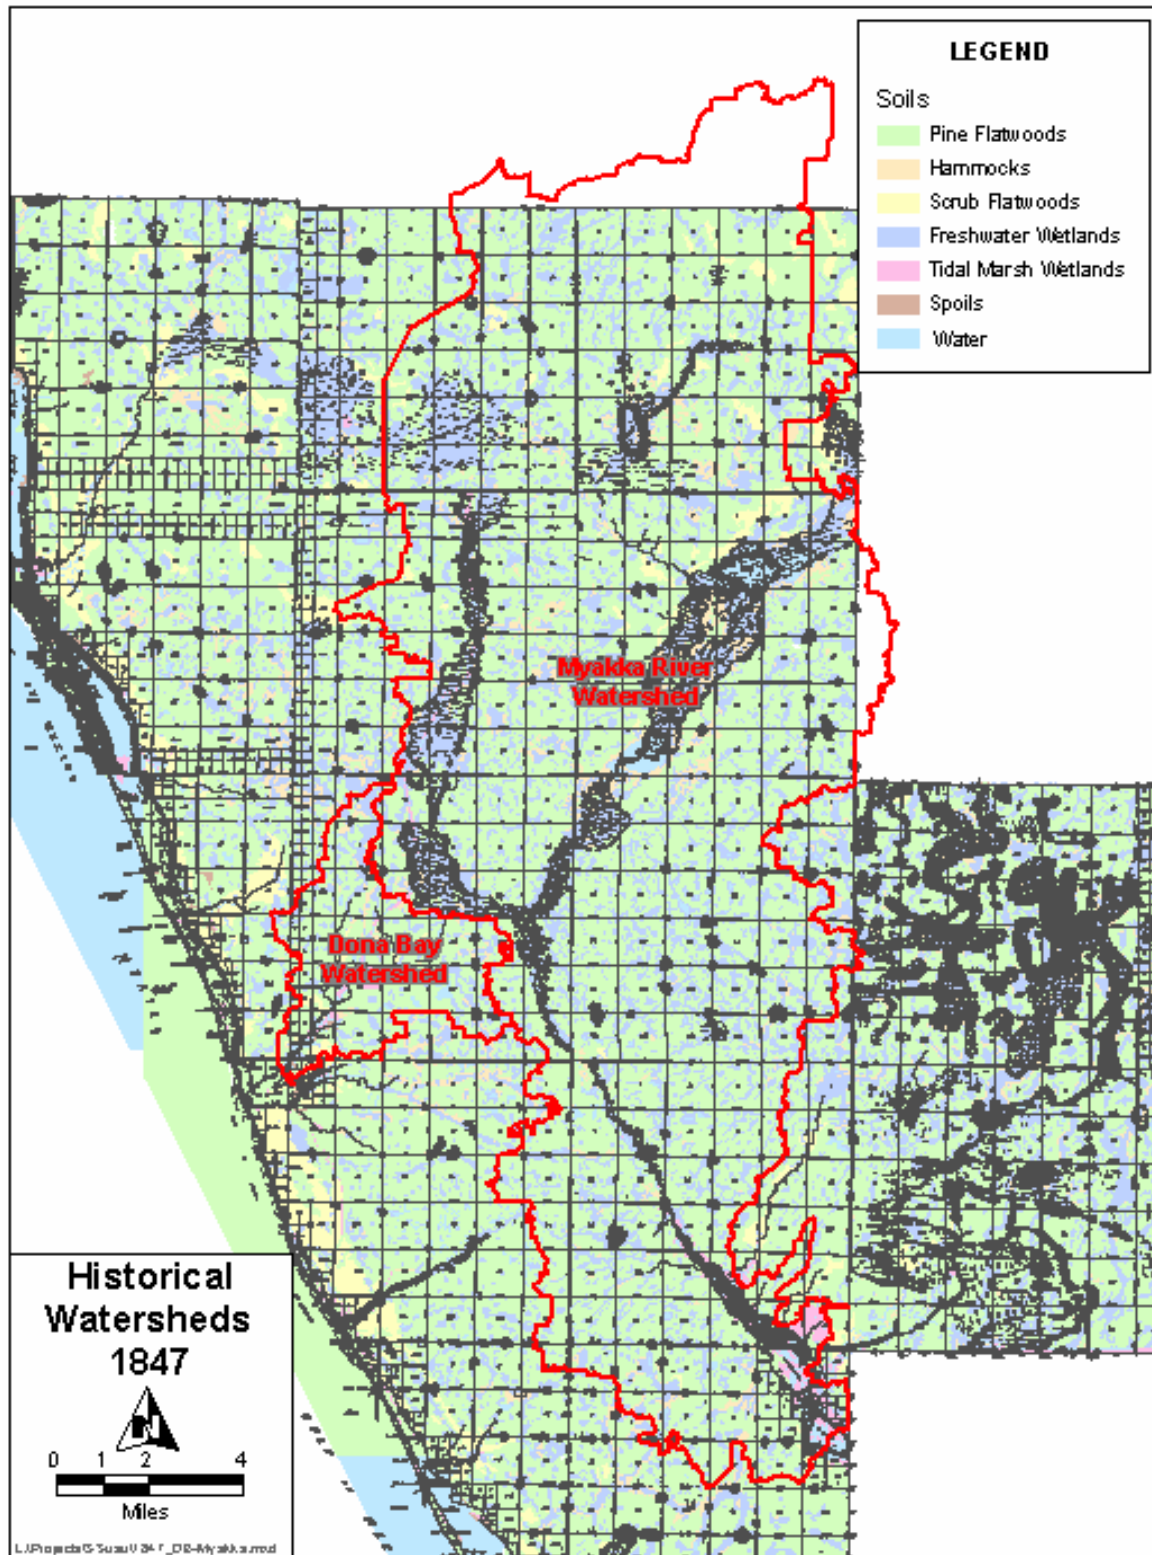 LEGEND
Soils
Pine Flatwoods
Hammocks
Scrub Flatwoods
Freshwater Wetlands
Tidal Marsh Wetlands
Spoils
Water
Myakka River
Watershed
Dona Bay
Watershed
Historical
Watersheds
1847
N
0 1 2 4
Miles